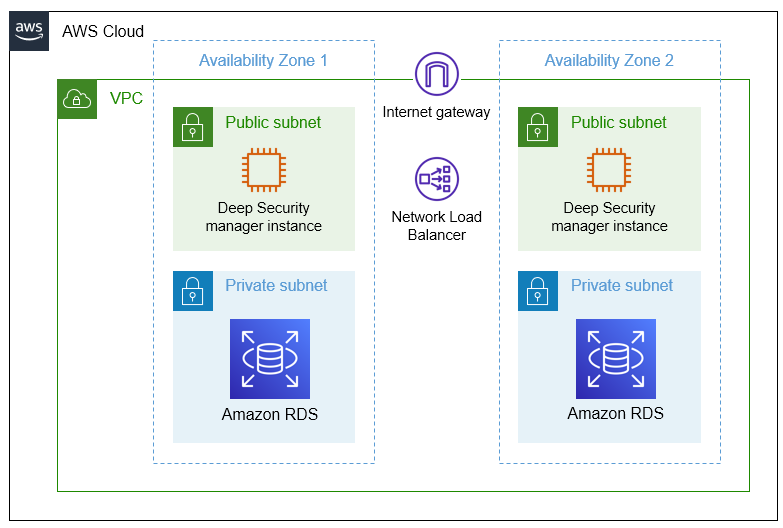 aws
AWS Cloud
Availability Zone 1
Availability Zone 2
VPC
Internet gateway
Public subnet
Deep Security
manager instance
Public subnet
Deep Security
manager instance
Network Load
Balancer
Private subnet
Amazon RDS
Private subnet
Amazon RDS